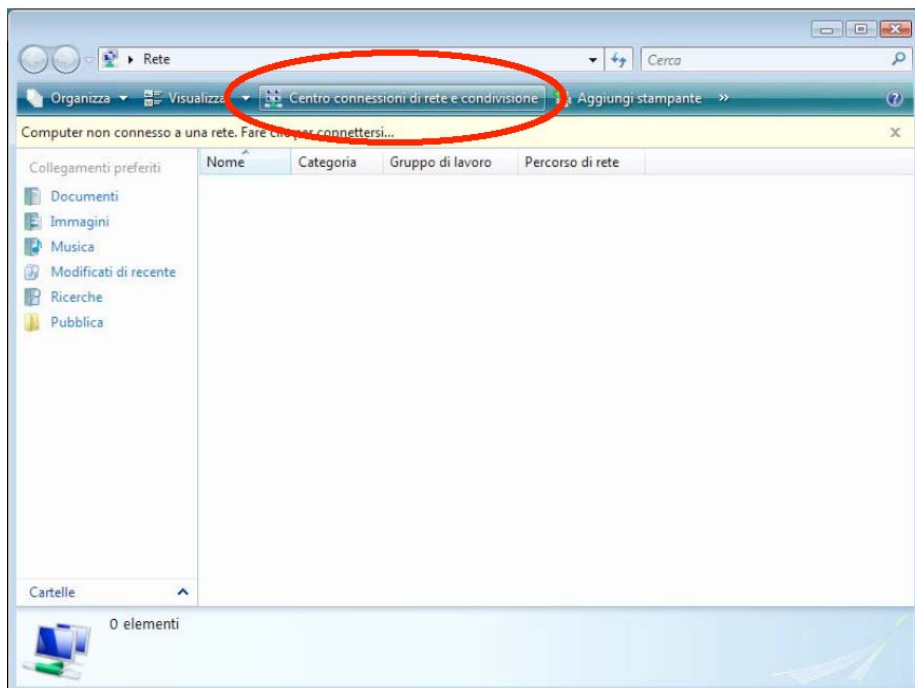 Rete
Cerca
Organizza Visualizza Centro connessioni di rete e condivisione Aggiungi stampante »
Computer non connesso a una rete. Fare clic per connettersi...
Collegamenti preferiti
Nome Categoria Gruppo di lavoro Percorso di rete
Documenti
Immagini
Musica
Modificati di recente
Ricerche
Pubblica
Cartelle
0 elementi